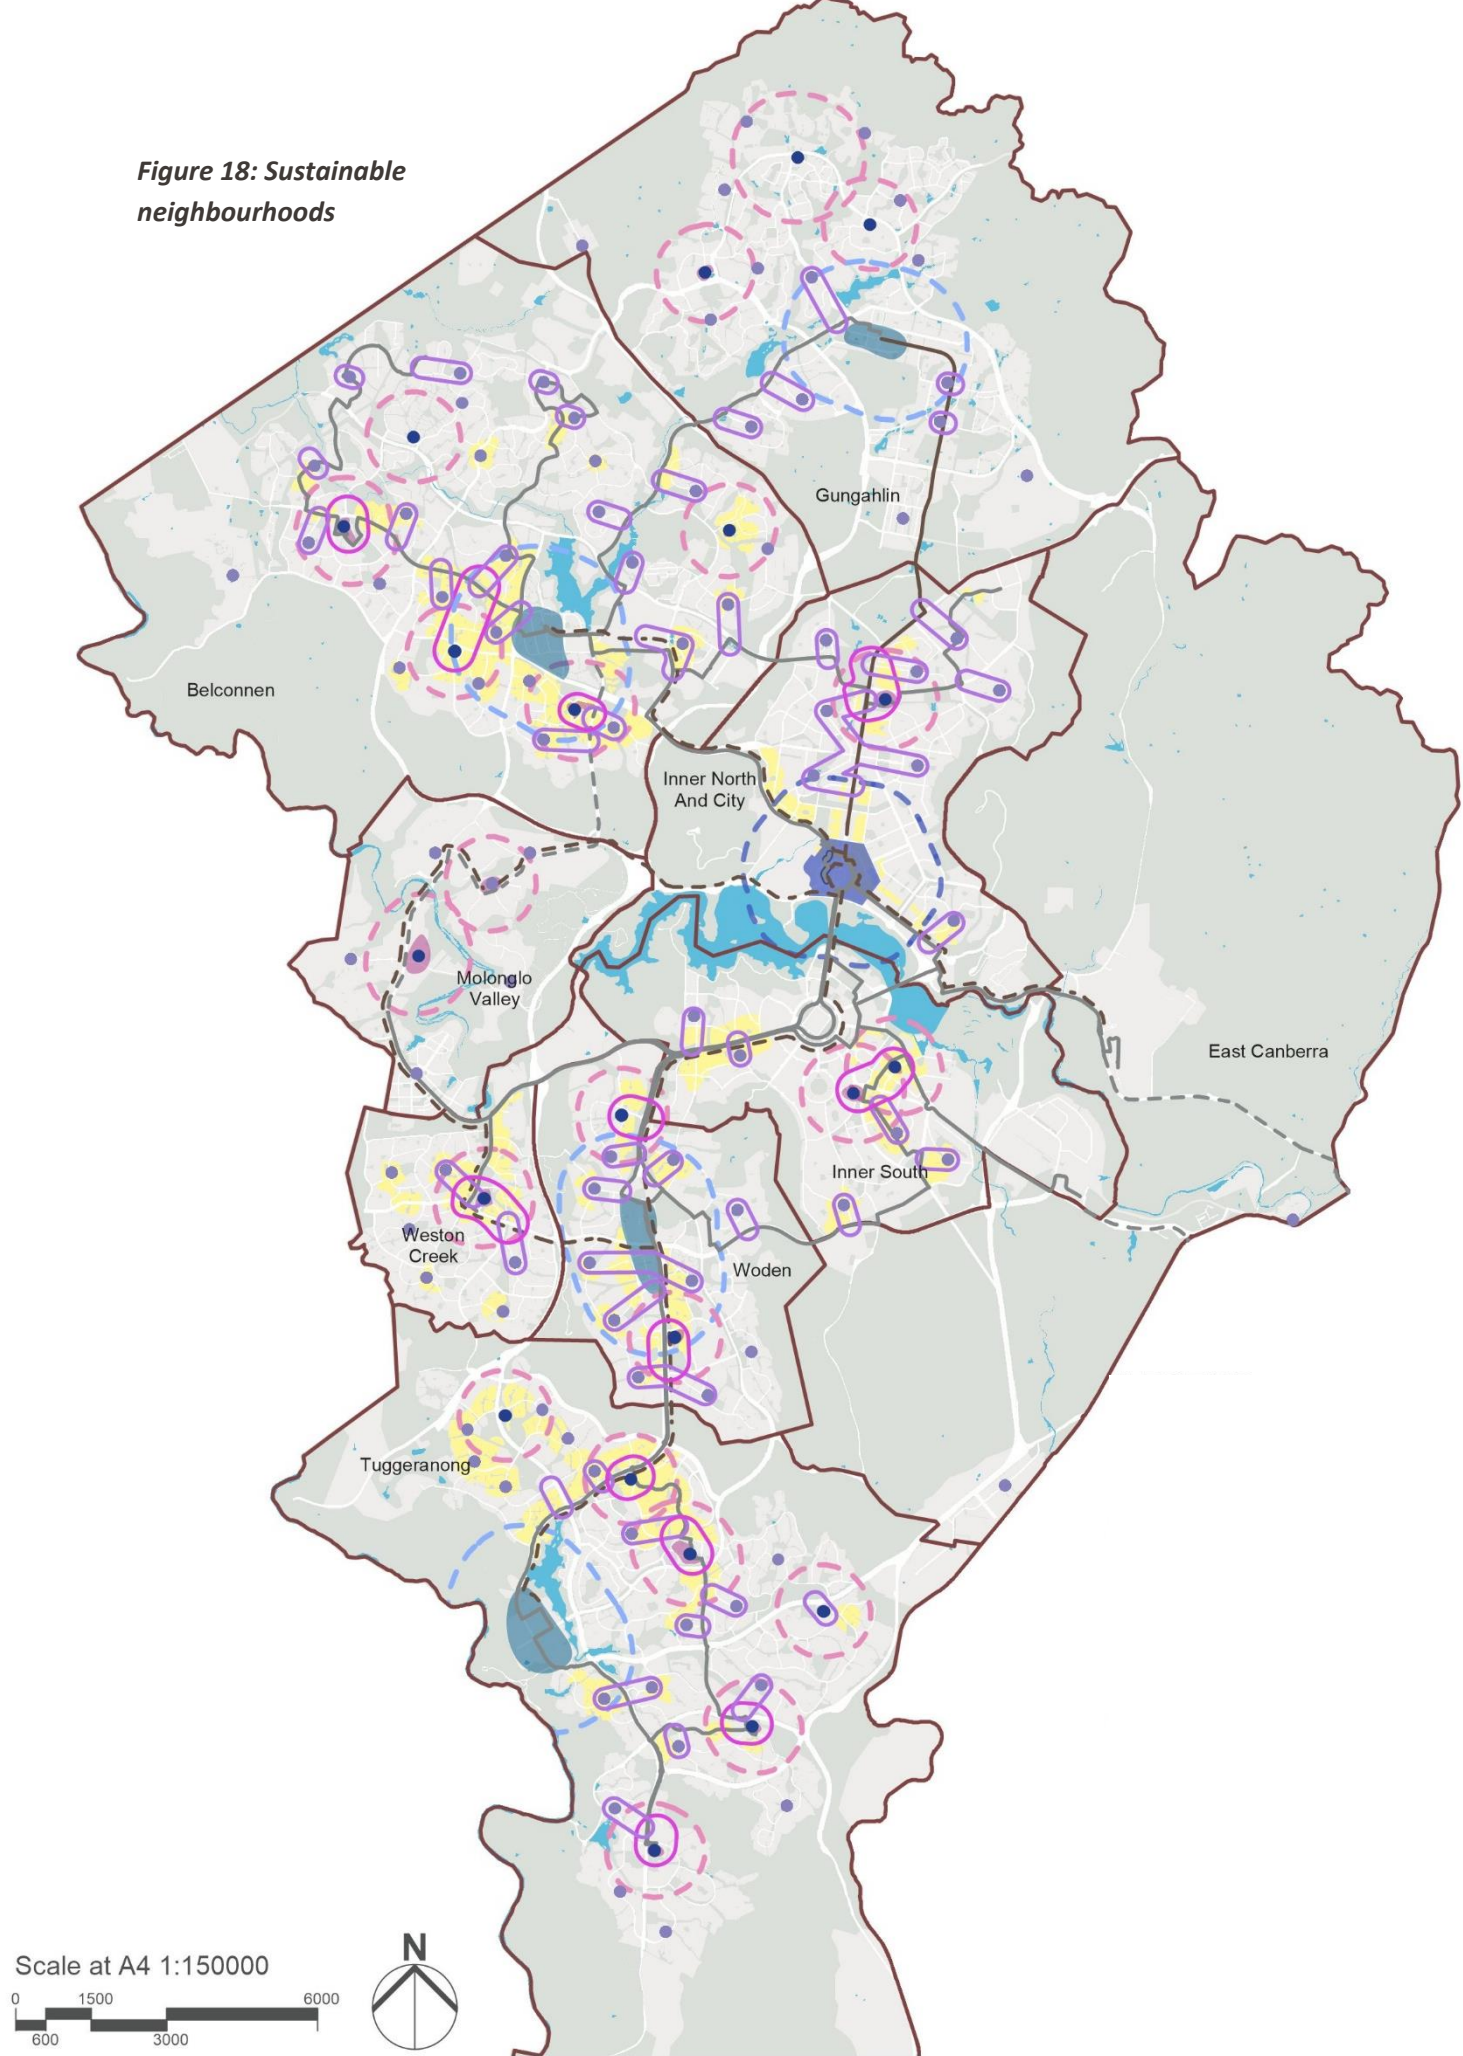 Figure 18: Sustainable
neighbourhoods
Gungahlin
Belconnen
Inner North
And City
Molonglo
Valley
East Canberra
Inner South
Weston
Creek
Woden
Tuggeranong
N
Scale at A4 1:150000
0 1500 6000
600 3000